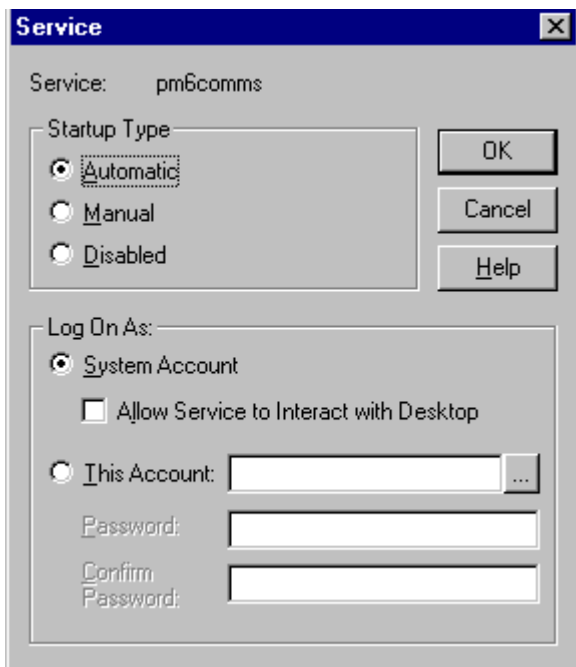 Service
Service: pm6comms
Startup Type
Automatic
Manual
Disabled
OK
Cancel
Help
Log On As:
System Account
Allow Service to Interact with Desktop
This Account:
...
Password:
Confirm
Password: